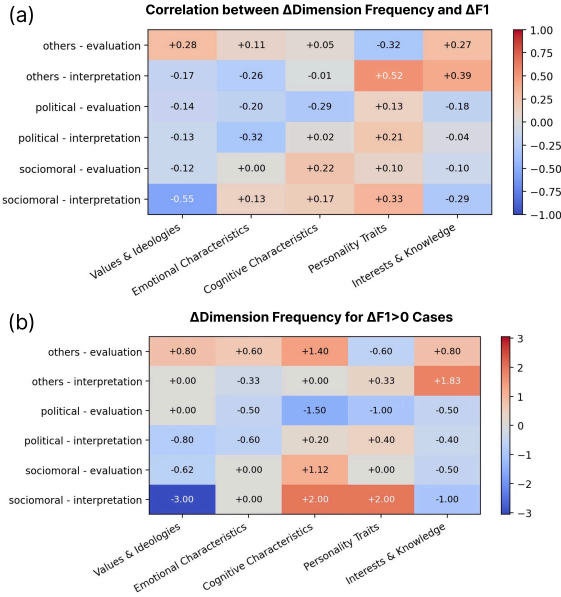 (a)
Correlation between ΔDimension Frequency and ΔF1
others - evaluation +0.28 +0.11 +0.05 -0.32 +0.27
others - interpretation -0.17 -0.26 -0.01 +0.52 +0.39
political - evaluation -0.14 -0.20 -0.29 +0.13 -0.18
political - interpretation -0.13 -0.32 +0.02 +0.21 -0.04
sociomoral - evaluation -0.12 +0.00 +0.22 +0.10 -0.10
sociomoral - interpretation -0.55 +0.13 +0.17 +0.33 -0.29
Values & Ideologies
Emotional Characteristics
Cognitive Characteristics
Personality Traits
Interests & Knowledge
1.00
0.75
0.50
0.25
0.00
−0.25
−0.50
−0.75
−1.00
(b)
ΔDimension Frequency for ΔF1>0 Cases
others - evaluation +0.80 +0.60 +1.40 -0.60 +0.80
others - interpretation +0.00 -0.33 +0.00 +0.33 +1.83
political - evaluation +0.00 -0.50 -1.50 -1.00 -0.50
political - interpretation -0.80 -0.60 +0.20 +0.40 -0.40
sociomoral - evaluation -0.62 +0.00 +1.12 +0.00 -0.50
sociomoral - interpretation -3.00 +0.00 +2.00 +2.00 -1.00
Values & Ideologies
Emotional Characteristics
Cognitive Characteristics
Personality Traits
Interests & Knowledge
3
2
1
0
−1
−2
−3